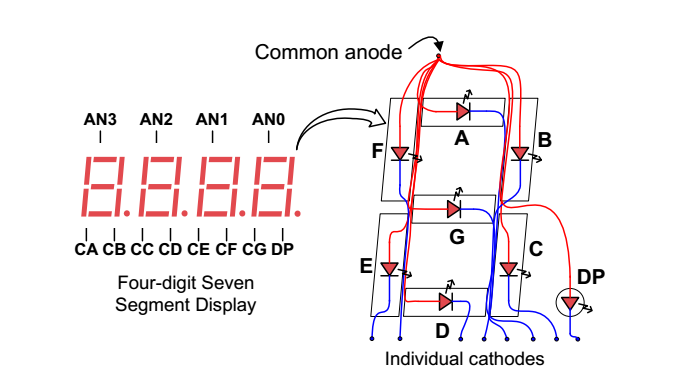 Common anode
AN3 AN2 AN1 AN0
A
F
B
G
CA CB CC CD CE CF CG DP
C
E
DP
Four-digit Seven
Segment Display
D
Individual cathodes